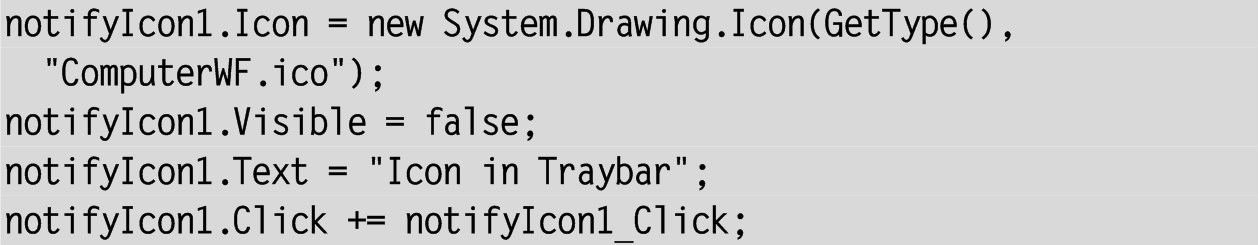 notifyIcon1.Icon = new System.Drawing.Icon(GetType(),
  "ComputerWF.ico");
notifyIcon1.Visible = false;
notifyIcon1.Text = "Icon in Traybar";
notifyIcon1.Click += notifyIcon1_Click;